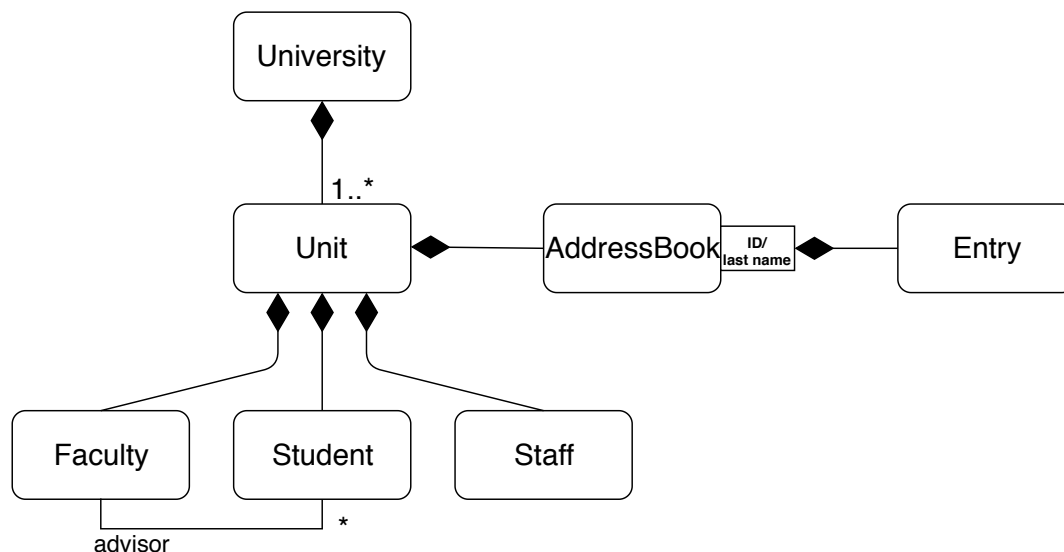 University
1..*
Unit
AddressBook
ID/
last name
Entry
Faculty
Student
Staff
*
advisor